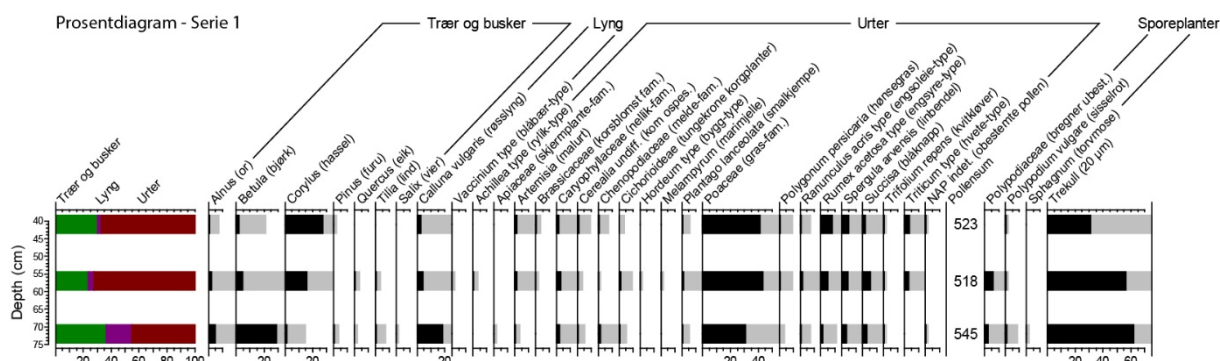 Prosentdiagram - Serie 1
Trær og busker
Lyng
Urter
Sporeplanter
Trær og busker
Lyng
Urter
Alnus (or)
Betula (bjørk)
Corylus (hassel)
Pinus (furu)
Quercus (eik)
Tilia (lind)
Salix (vier)
Calluna vulgaris (røsslyng)
Vaccinium type (blåbær-type)
Achillea type (ryllik-type)
Apiaceae (skjermplante-fam.)
Artemisia (malurt)
Brassicaceae (korsblomst fam.)
Caryophyllaceae (nellik-fam.)
Cerealia undiff. (korn ospes.)
Chenopodiaceae (melde-fam.)
Cichorioideae (tungekrone korgplanter)
Hordeum type (bygg-type)
Melampyrum (marimjelle)
Plantago lanceolata (smalkjempe)
Poaceae (gras-fam.)
Polygonum persicaria (hønsegras)
Ranunculus acris type (engsoleie-type)
Rumex acetosa type (engsyre-type)
Spergula arvensis (linbendel)
Succisa (blåknapp)
Trifolium repens (kvitkløver)
Triticum type (hvete-type)
NAP indet. (obestemte pollen)
Pollensum
Polypodiaceae (bregner ubest.)
Polypodium vulgare (sisselrot)
Sphagnum (torvmose)
Trekull (20 µm)
Depth (cm)
40
45
50
55
60
65
70
75
523
518
545
20 40 60 80 100 20 20 20 20 40 20 60